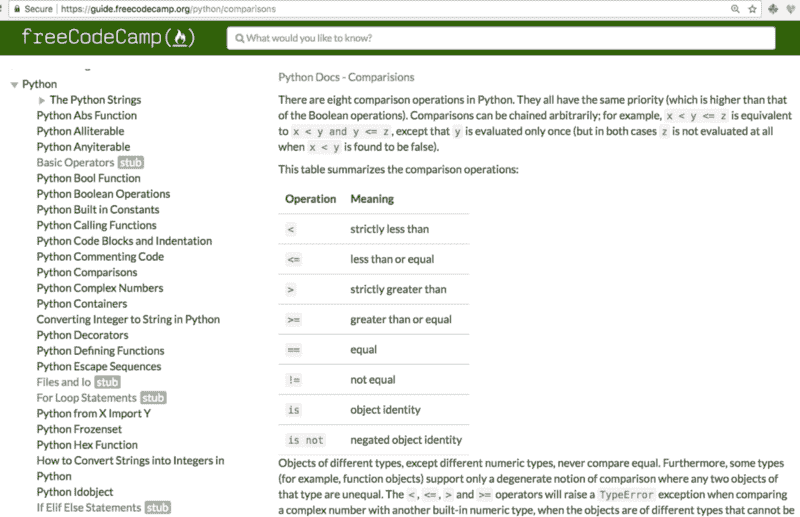 Secure | https://guide.freecodecamp.org/python/comparisons
freeCodeCamp
What would you like to know?
Python
The Python Strings
Python Abs Function
Python Alliterable
Python Anyiterable
Basic Operators stub
Python Bool Function
Python Boolean Operations
Python Built in Constants
Python Calling Functions
Python Code Blocks and Indentation
Python Commenting Code
Python Comparisons
Python Complex Numbers
Python Containers
Converting Integer to String in Python
Python Decorators
Python Defining Functions
Python Escape Sequences
Files and Io stub
For Loop Statements stub
Python from X Import Y
Python Frozenset
Python Hex Function
How to Convert Strings into Integers in
Python
Python Idobject
If Elif Else Statements stub
Python Docs - Comparisions
There are eight comparison operations in Python. They all have the same priority (which is higher than that
of the Boolean operations). Comparisons can be chained arbitrarily; for example, x < y <= z is equivalent
to x < y and y <= z , except that y is evaluated only once (but in both cases z is not evaluated at all
when x < y is found to be false).
This table summarizes the comparison operations:
Operation Meaning
< strictly less than
<= less than or equal
> strictly greater than
>= greater than or equal
== equal
!= not equal
is object identity
is not negated object identity
Objects of different types, except different numeric types, never compare equal. Furthermore, some types
(for example, function objects) support only a degenerate notion of comparison where any two objects of
that type are unequal. The < , <= , > and >= operators will raise a TypeError exception when comparing
a complex number with another built-in numeric type, when the objects are of different types that cannot be